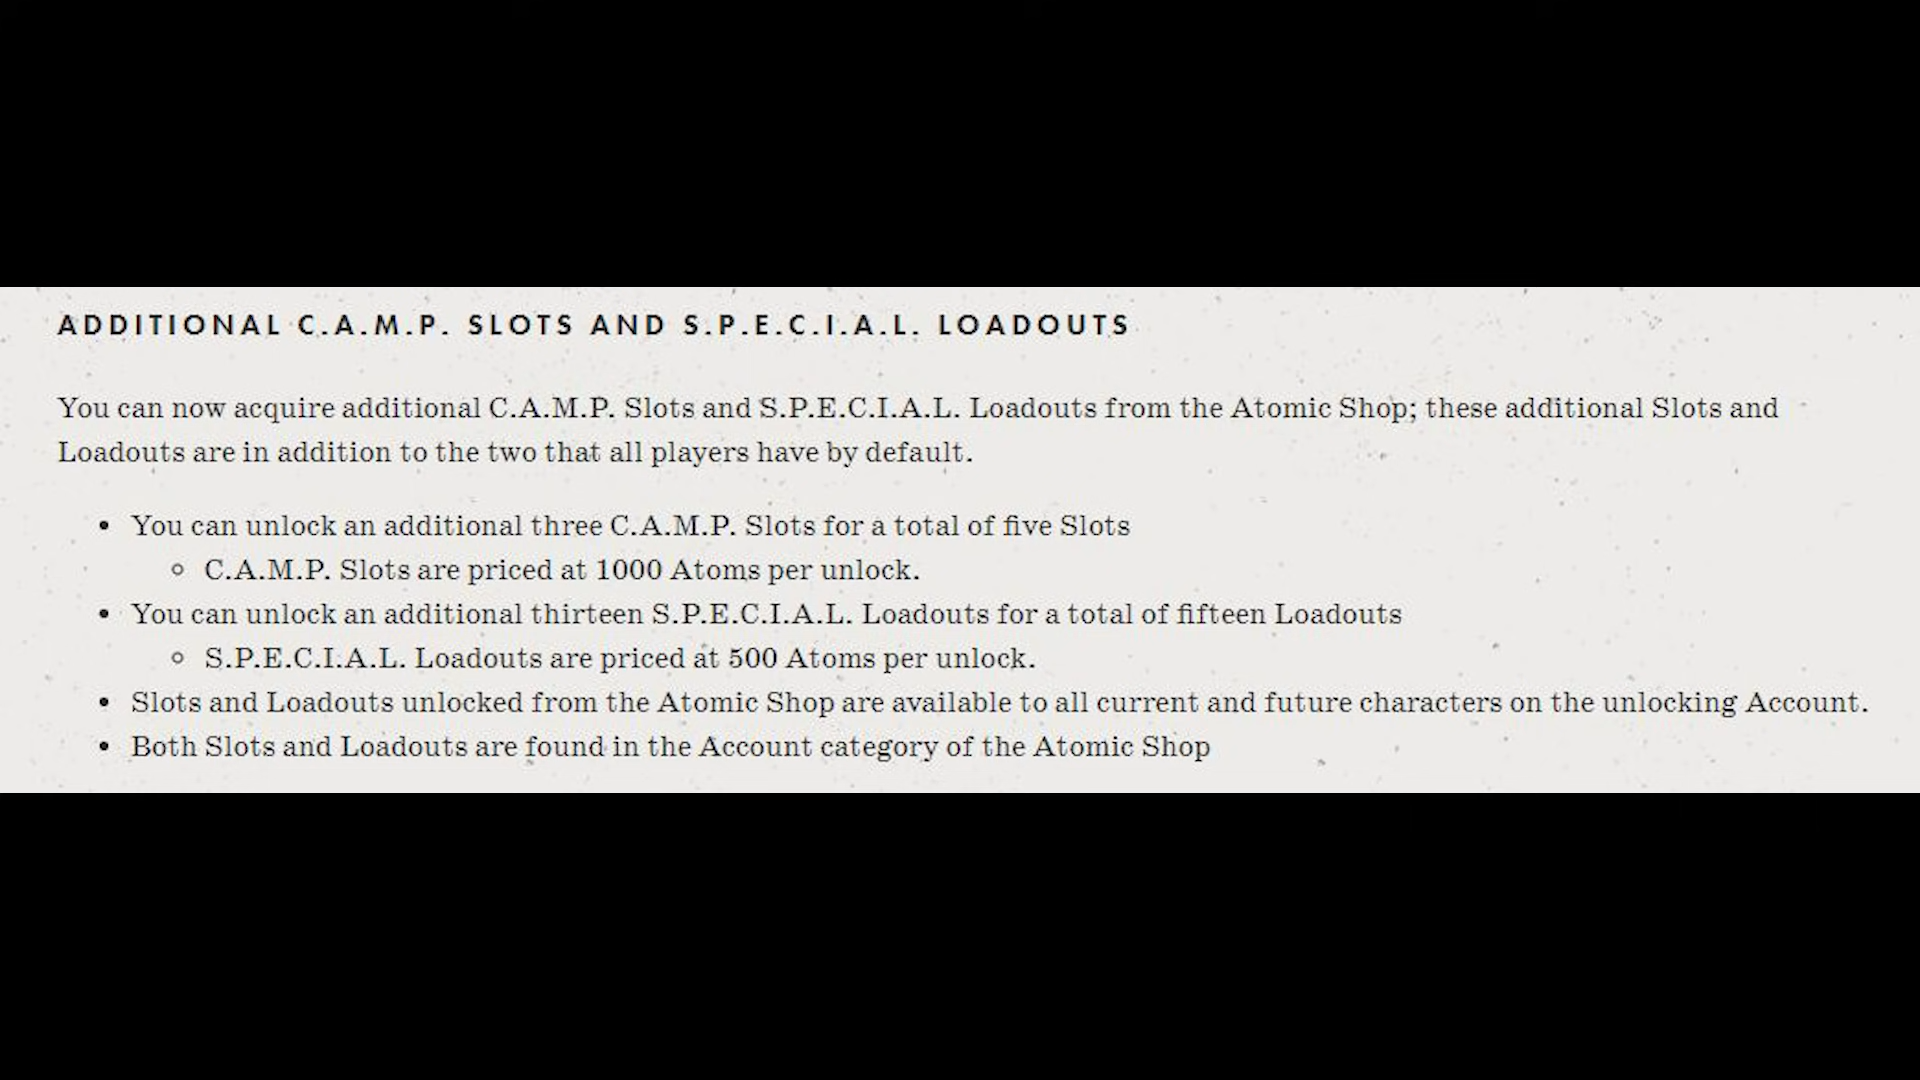 ADDITIONAL C.A.M.P. SLOTS AND S.P.E.C.I.A.L. LOADOUTS
You can now acquire additional C.A.M.P. Slots and S.P.E.C.I.A.L. Loadouts from the Atomic Shop; these additional Slots and
Loadouts are in addition to the two that all players have by default.
• You can unlock an additional three C.A.M.P. Slots for a total of five Slots
◦ C.A.M.P. Slots are priced at 1000 Atoms per unlock.
• You can unlock an additional thirteen S.P.E.C.I.A.L. Loadouts for a total of fifteen Loadouts
◦ S.P.E.C.I.A.L. Loadouts are priced at 500 Atoms per unlock.
• Slots and Loadouts unlocked from the Atomic Shop are available to all current and future characters on the unlocking Account.
• Both Slots and Loadouts are found in the Account category of the Atomic Shop